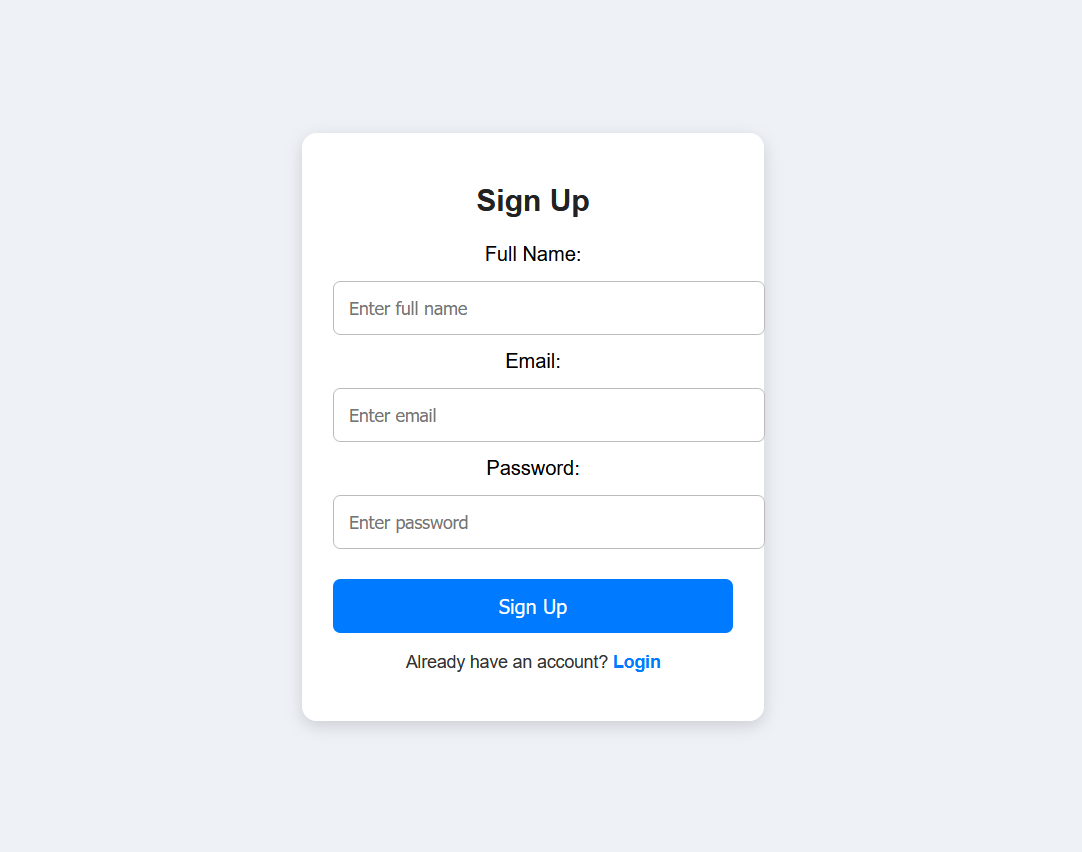 Sign Up
Full Name:
Enter full name
Email:
Enter email
Password:
Enter password
Sign Up
Already have an account? Login